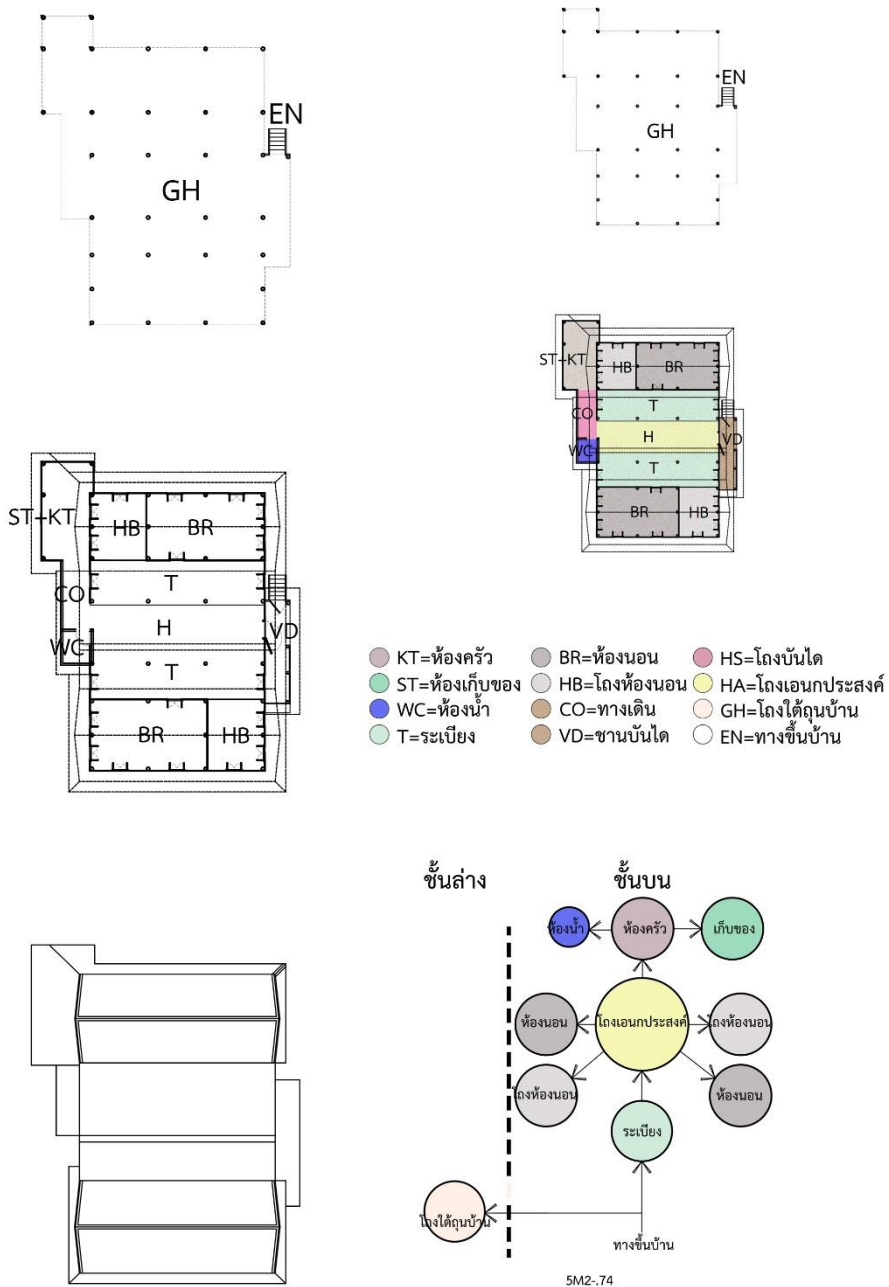 EN
GH
EN
GH
ST-KT
HB
BR
T
CO
H
VD
WC
T
BR
HB
ST-KT
HB
BR
T
CO
H
VD
WC
T
BR
HB
KT=ห้องครัว
BR=ห้องนอน
HS=โถงบันได
ST=ห้องเก็บของ
HB=โถงห้องนอน
HA=โถงเอนกประสงค์
WC=ห้องน้ำ
CO=ทางเดิน
GH=โถงใต้ถุนบ้าน
T=ระเบียง
VD=ชานบันได
EN=ทางขึ้นบ้าน
ชั้นล่าง
ชั้นบน
ห้องน้ำ
ห้องครัว
เก็บของ
ห้องนอน
โถงเอนกประสงค์
โถงห้องนอน
โถงห้องนอน
ห้องนอน
ระเบียง
โถงใต้ถุนบ้าน
ทางขึ้นบ้าน
5M2-.74